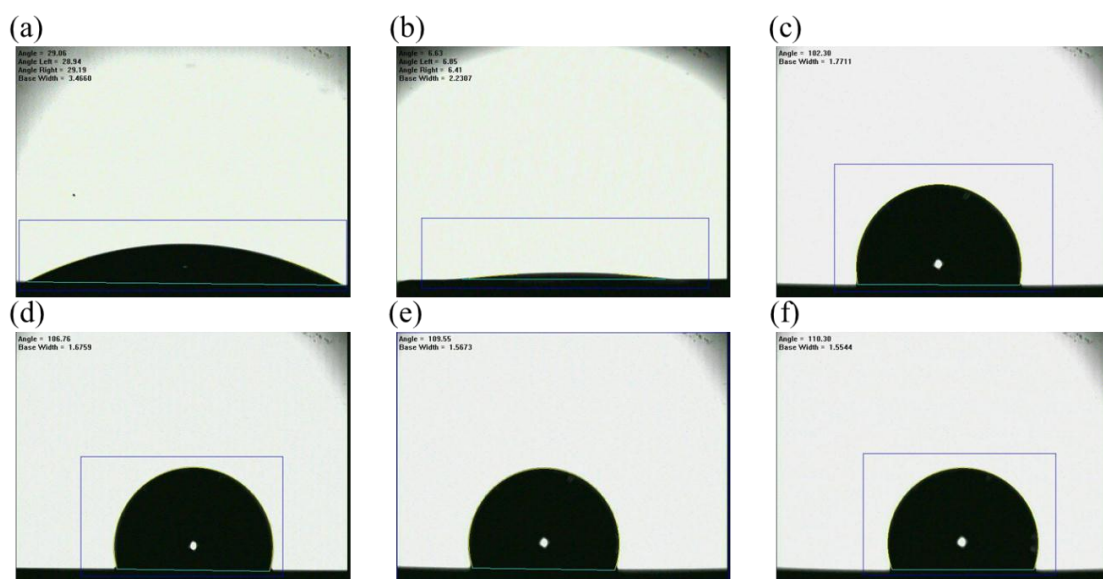 (a)
Angle = 29.06
Angle Left = 28.94
Angle Right = 29.19
Base Width = 3.4660
(b)
Angle = 6.63
Angle Left = 6.85
Angle Right = 6.41
Base Width = 2.2307
(c)
Angle = 102.30
Base Width = 1.7711
(d)
Angle = 106.76
Base Width = 1.6759
(e)
Angle = 109.55
Base Width = 1.5673
(f)
Angle = 110.30
Base Width = 1.5544